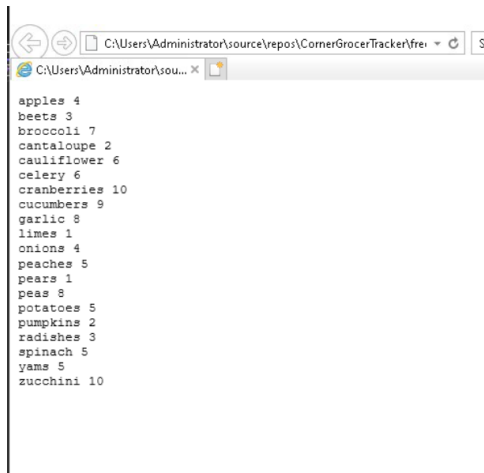 C:\Users\Administrator\source\repos\CornerGrocerTracker\fre
C:\Users\Administrator\sou...
apples 4
beets 3
broccoli 7
cantaloupe 2
cauliflower 6
celery 6
cranberries 10
cucumbers 9
garlic 8
limes 1
onions 4
peaches 5
pears 1
peas 8
potatoes 5
pumpkins 2
radishes 3
spinach 5
yams 5
zucchini 10